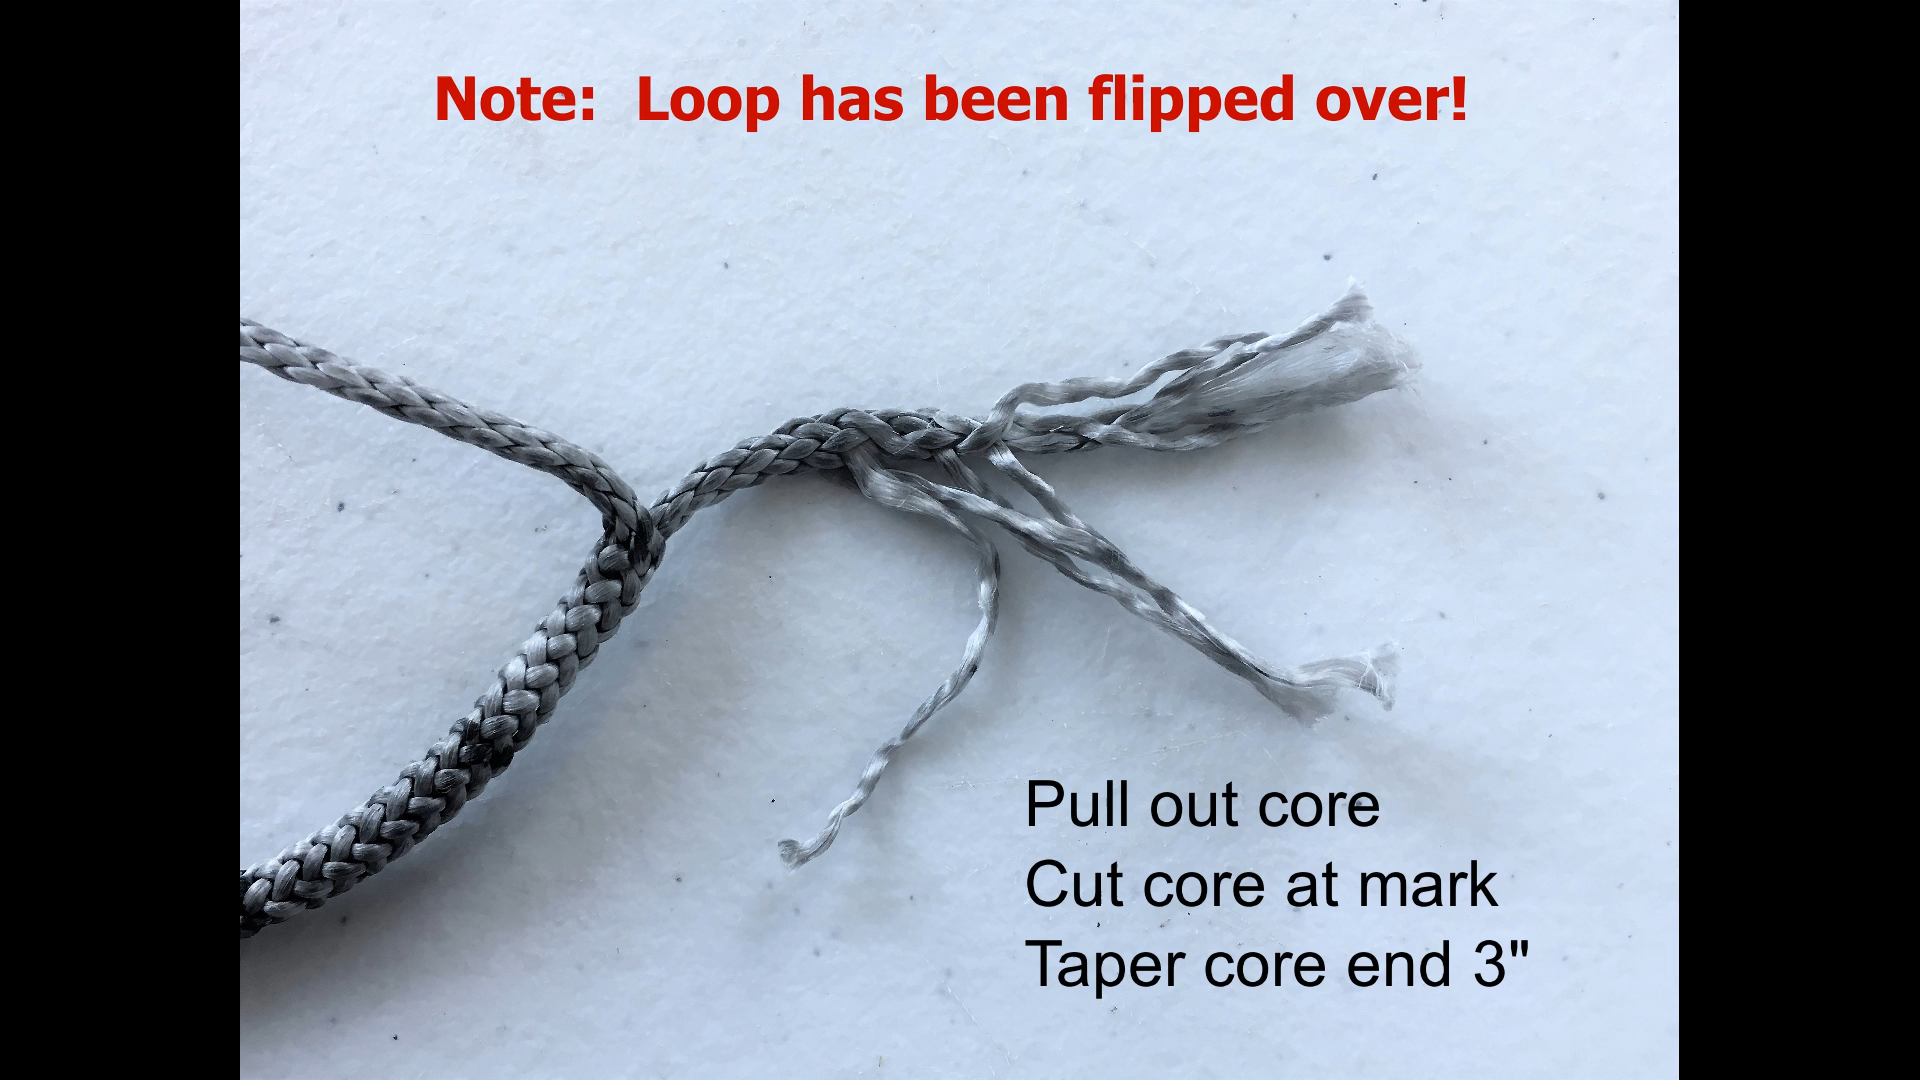 Note:  Loop has been flipped over!
Pull out core
Cut core at mark
Taper core end 3"